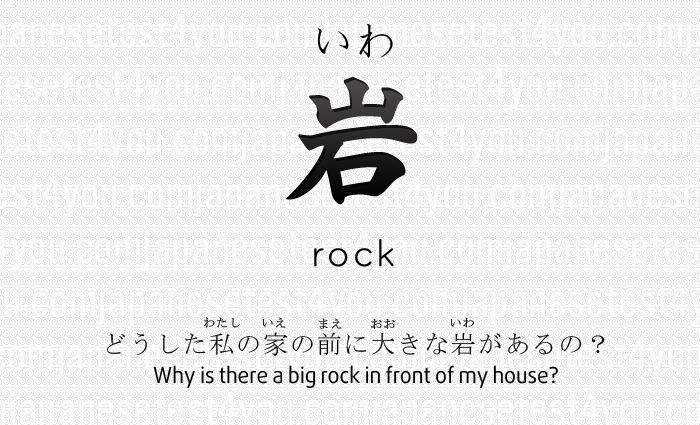 いわ
岩
rock
わたし いえ まえ おお いわ
どうした私の家の前に大きな岩があるの？
Why is there a big rock in front of my house?